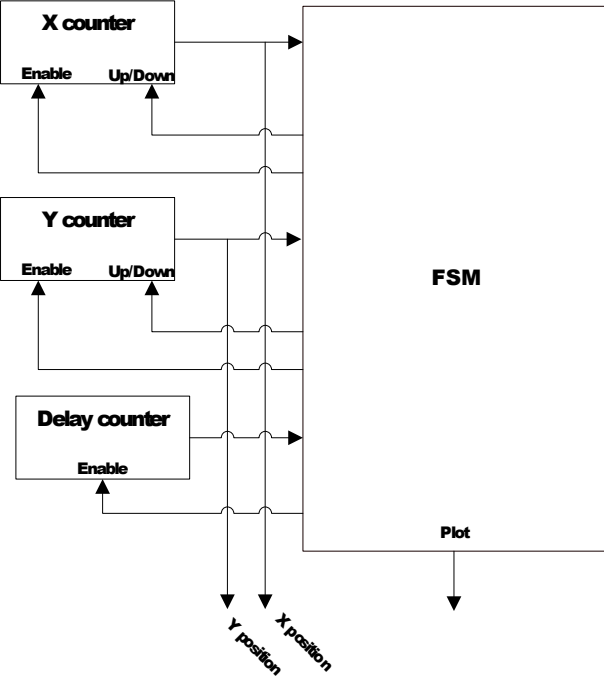 X counter
Enable
Up/Down
Y counter
Enable
Up/Down
FSM
Delay counter
Enable
Plot
Y position
X position